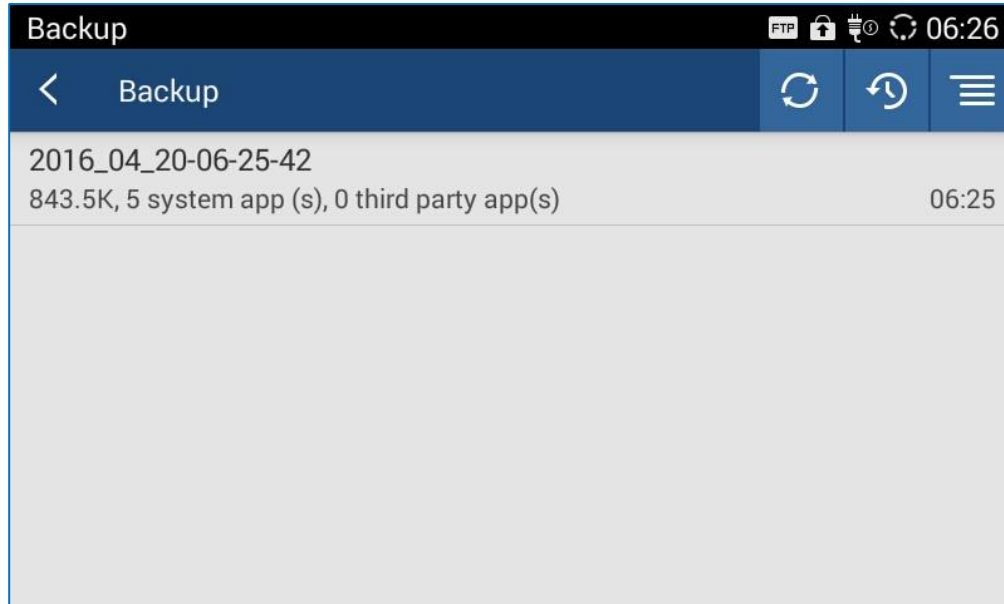 Backup
FTP 06:26
Backup
2016_04_20-06-25-42
843.5K, 5 system app (s), 0 third party app(s) 06:25